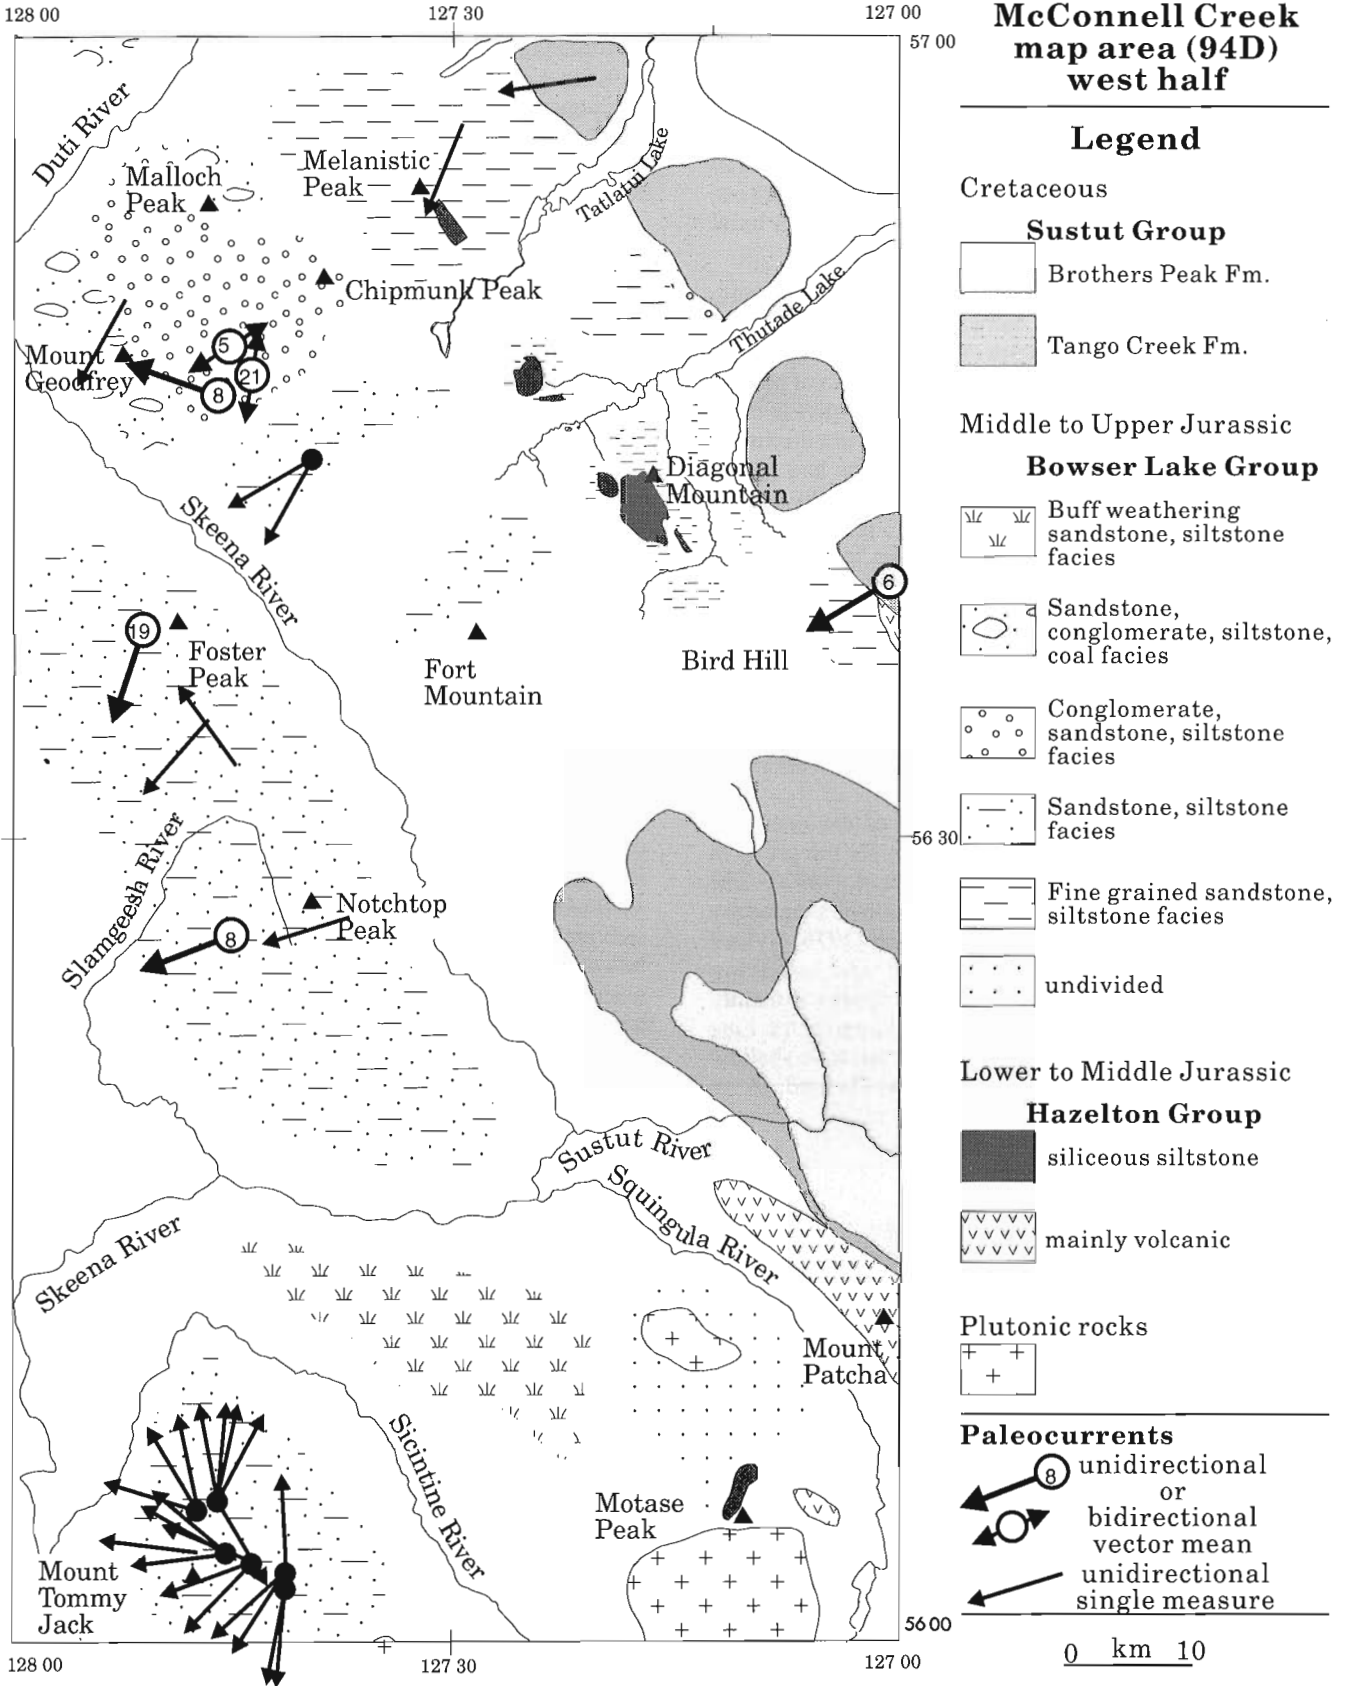 128 00
127 30
127 00
57 00
Duti River
Malloch
Peak
Melanistic
Peak
Tatlatui Lake
Chipmunk Peak
Thutade Lake
Mount
Geodfrey
5
21
8
Diagonal
Mountain
Skeena River
6
19
Foster
Peak
Fort
Mountain
Bird Hill
56 30
Slamgeesh River
Notchtop
Peak
8
Sustut River
Squingula River
Skeena River
Mount
Patcha
Sicintine River
Motase
Peak
Mount
Tommy
Jack
56 00
128 00
127 30
127 00
McConnell Creek
map area (94D)
west half
Legend
Cretaceous
Sustut Group
Brothers Peak Fm.
Tango Creek Fm.
Middle to Upper Jurassic
Bowser Lake Group
Buff weathering
sandstone, siltstone
facies
Sandstone,
conglomerate, siltstone,
coal facies
Conglomerate,
sandstone, siltstone
facies
Sandstone, siltstone
facies
Fine grained sandstone,
siltstone facies
undivided
Lower to Middle Jurassic
Hazelton Group
siliceous siltstone
mainly volcanic
Plutonic rocks
Paleocurrents
8
unidirectional
or
bidirectional
vector mean
unidirectional
single measure
0 km 10